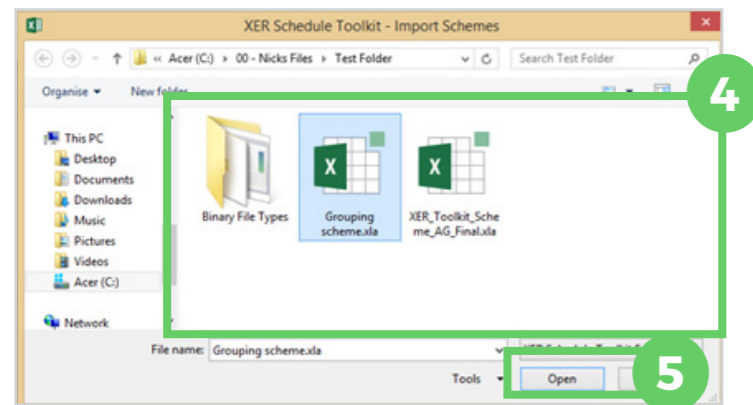 XER Schedule Toolkit - Import Schemes
« Acer (C:) › 00 - Nicks Files › Test Folder
Search Test Folder
Organise
New folder
4
This PC
Desktop
Documents
Downloads
Music
Pictures
Videos
Acer (C:)
Network
Binary File Types
Grouping
scheme.xla
XER_Toolkit_Sche
me_AG_Final.xla
File name: Grouping scheme.xla
Tools
Open
5